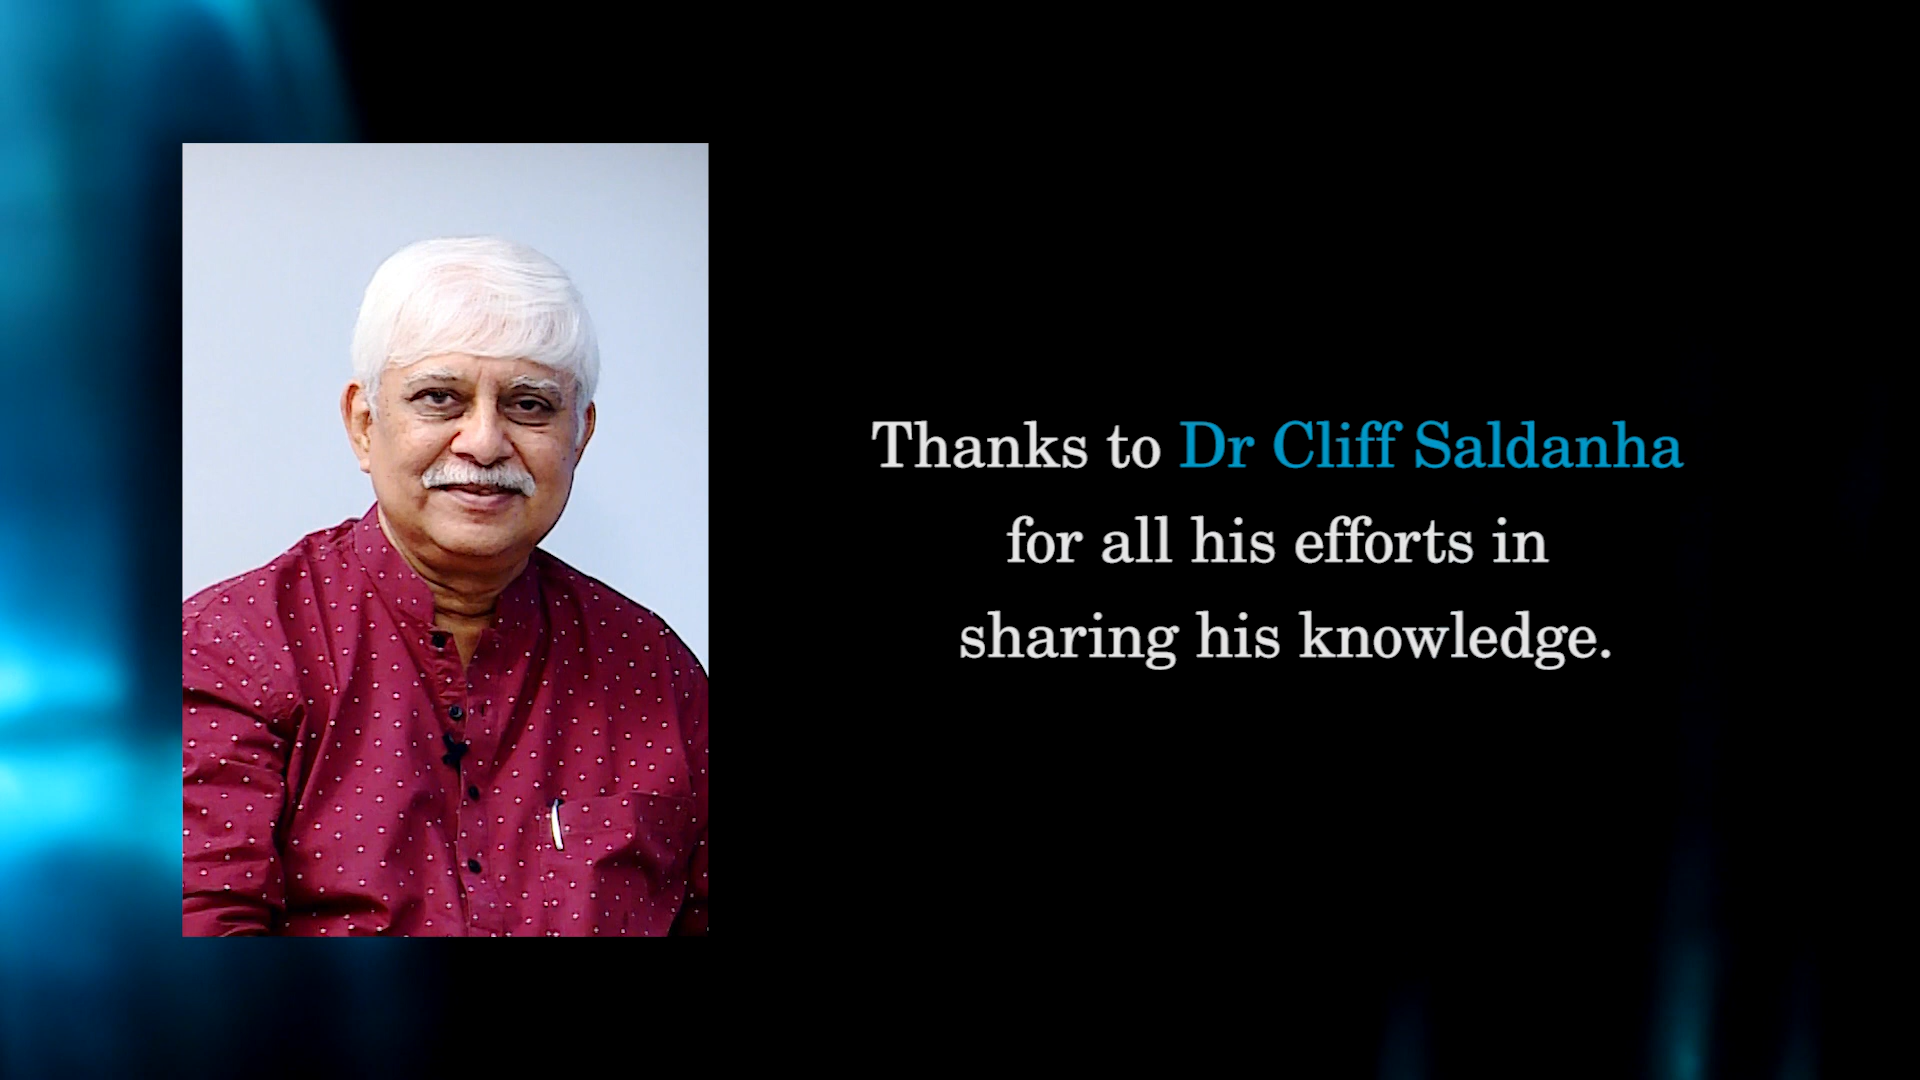 Thanks to Dr Cliff Saldanha
for all his efforts in
sharing his knowledge.